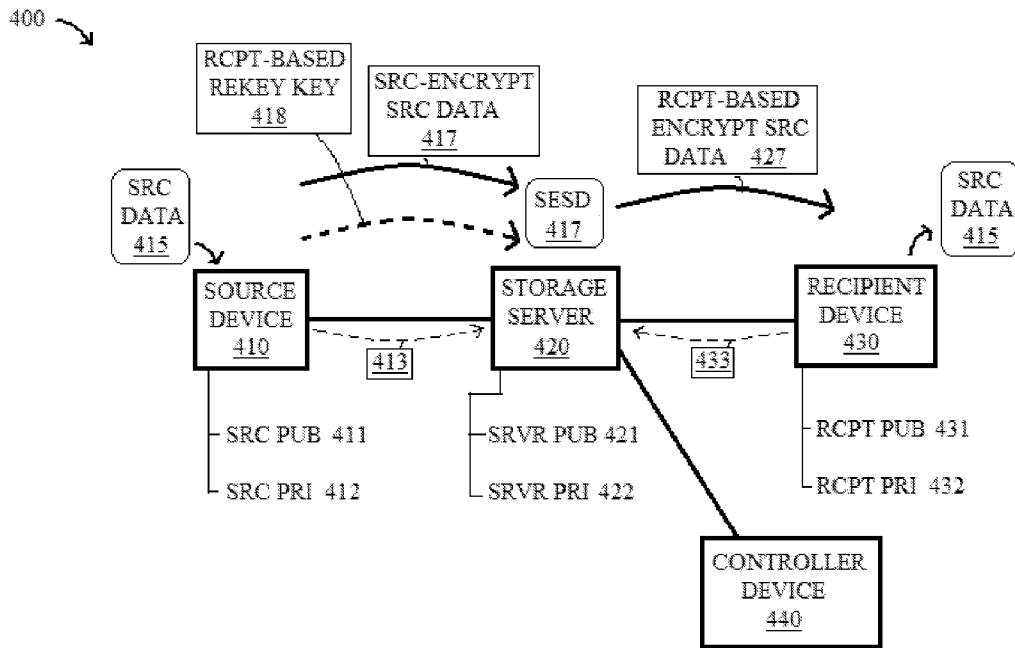 400
RCPT-BASED
REKEY KEY
418
SRC-ENCRYPT
SRC DATA
417
RCPT-BASED
ENCRYPT SRC
DATA 427
SRC
DATA
415
SESD
417
SRC
DATA
415
SOURCE
DEVICE
410
STORAGE
SERVER
420
RECIPIENT
DEVICE
430
413
433
SRC PUB 411
SRC PRI 412
SRVR PUB 421
SRVR PRI 422
RCPT PUB 431
RCPT PRI 432
CONTROLLER
DEVICE
440